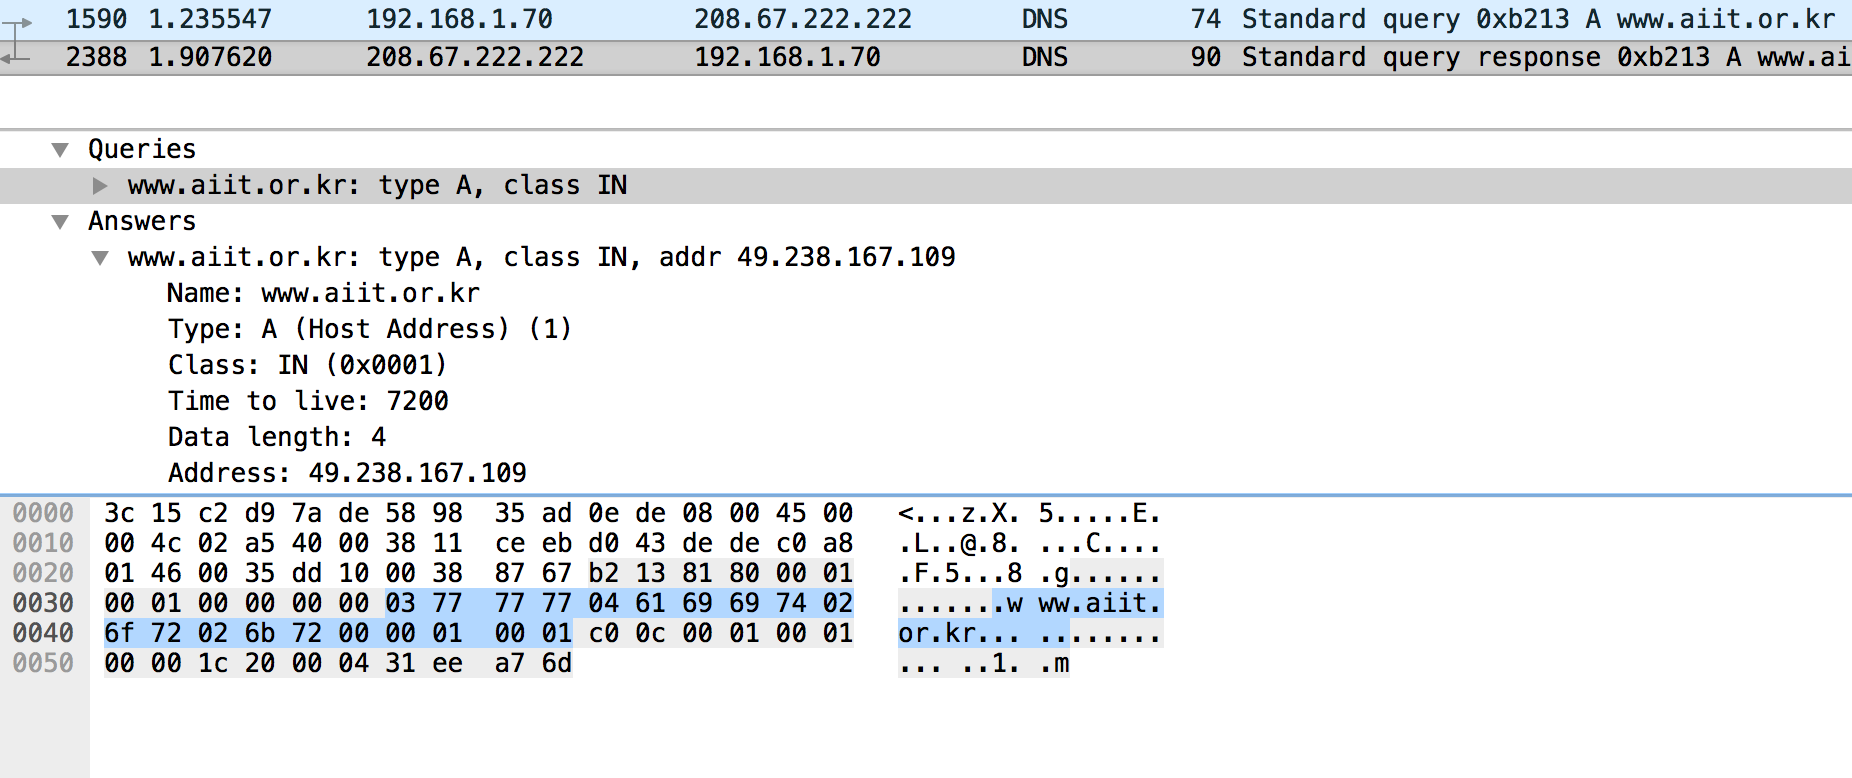 1590 1.235547 192.168.1.70 208.67.222.222 DNS 74 Standard query 0xb213 A www.aiit.or.kr
2388 1.907620 208.67.222.222 192.168.1.70 DNS 90 Standard query response 0xb213 A www.ai
Queries
www.aiit.or.kr: type A, class IN
Answers
www.aiit.or.kr: type A, class IN, addr 49.238.167.109
Name: www.aiit.or.kr
Type: A (Host Address) (1)
Class: IN (0x0001)
Time to live: 7200
Data length: 4
Address: 49.238.167.109
0000 3c 15 c2 d9 7a de 58 98 35 ad 0e de 08 00 45 00 <...z.X. 5.....E.
0010 00 4c 02 a5 40 00 38 11 ce eb d0 43 de de c0 a8 .L..@.8. ...C....
0020 01 46 00 35 dd 10 00 38 87 67 b2 13 81 80 00 01 .F.5...8 .g......
0030 00 01 00 00 00 00 03 77 77 77 04 61 69 69 74 02 .......w ww.aiit.
0040 6f 72 02 6b 72 00 00 01 00 01 c0 0c 00 01 00 01 or.kr... ........
0050 00 00 1c 20 00 04 31 ee a7 6d ... ..1. .m